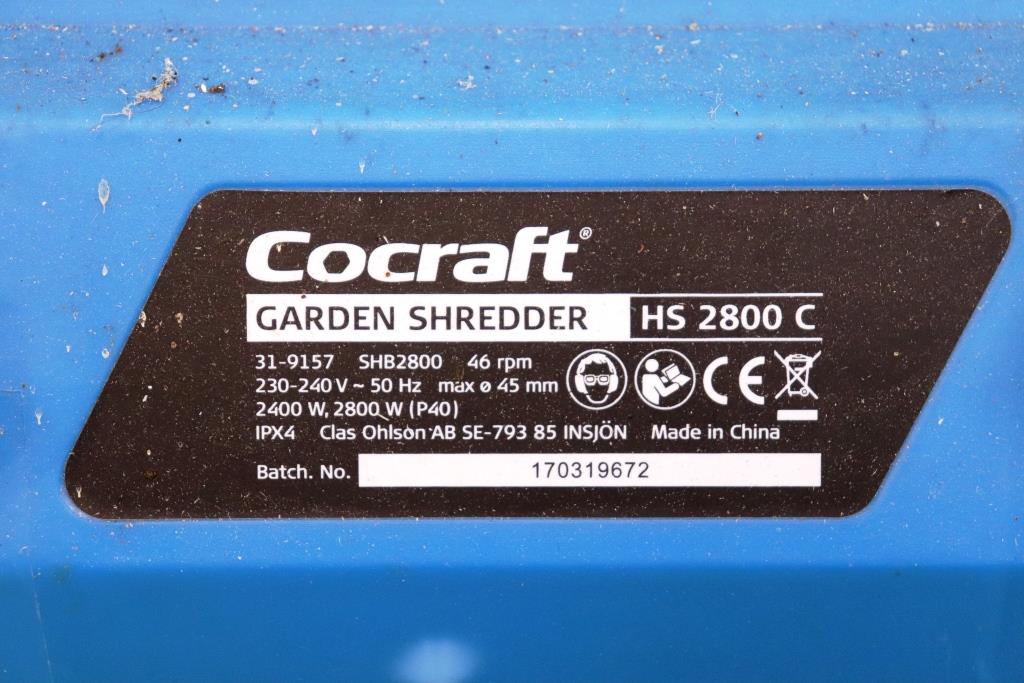 Cocraft®
GARDEN SHREDDER HS 2800 C
31-9157 SHB2800 46 rpm
230-240 V ~ 50 Hz max ø 45 mm
2400 W, 2800 W (P40)
IPX4 Clas Ohlson AB SE-793 85 INSJÖN Made in China
Batch. No. 170319672